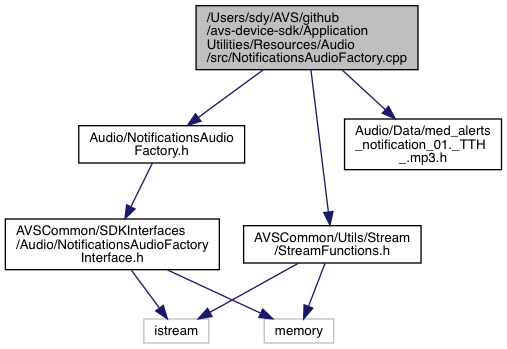 /Users/sdy/AVS/github
/avs-device-sdk/Application
Utilities/Resources/Audio
/src/NotificationsAudioFactory.cpp
Audio/NotificationsAudio
Factory.h
Audio/Data/med_alerts
_notification_01._TTH
_.mp3.h
AVSCommon/SDKInterfaces
/Audio/NotificationsAudioFactory
Interface.h
AVSCommon/Utils/Stream
/StreamFunctions.h
istream
memory